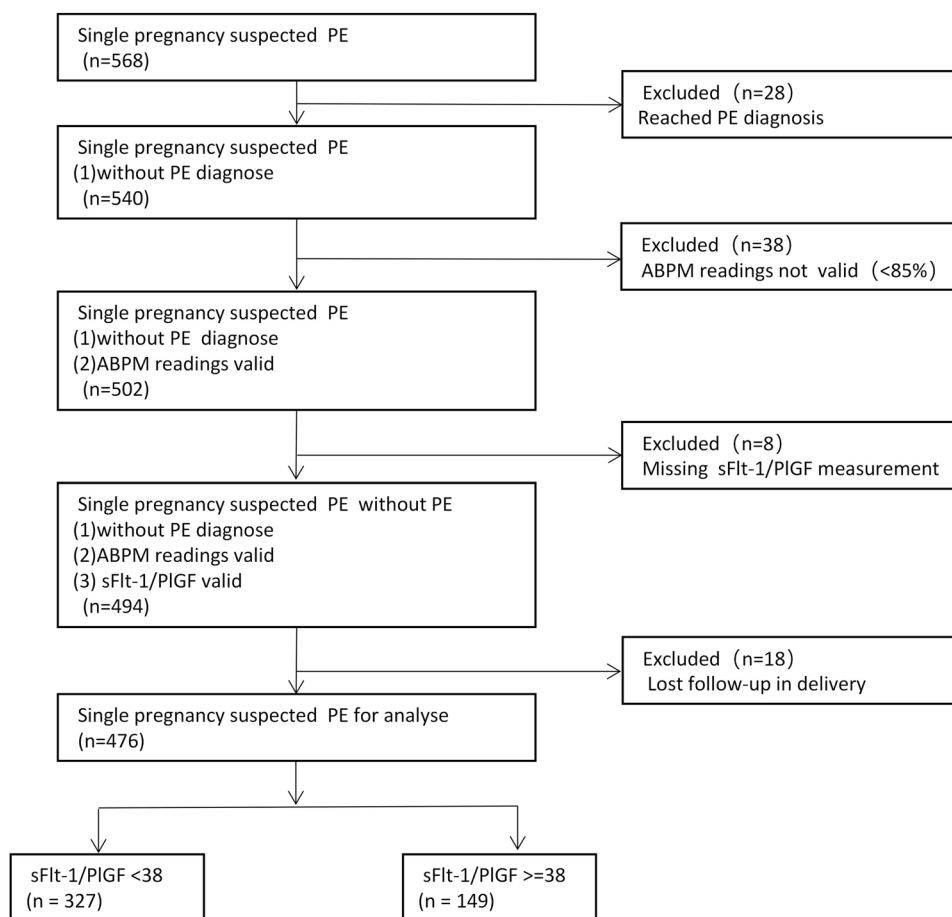 Single pregnancy suspected PE
(n=568)
Excluded（n=28）
Reached PE diagnosis
Single pregnancy suspected PE
(1)without PE diagnose
(n=540)
Excluded（n=38）
ABPM readings not valid（<85%）
Single pregnancy suspected PE
(1)without PE diagnose
(2)ABPM readings valid
(n=502)
Excluded（n=8）
Missing sFlt-1/PlGF measurement
Single pregnancy suspected PE without PE
(1)without PE diagnose
(2)ABPM readings valid
(3) sFlt-1/PlGF valid
(n=494)
Excluded（n=18）
Lost follow-up in delivery
Single pregnancy suspected PE for analyse
(n=476)
sFlt-1/PlGF <38
(n = 327)
sFlt-1/PlGF >=38
(n = 149)